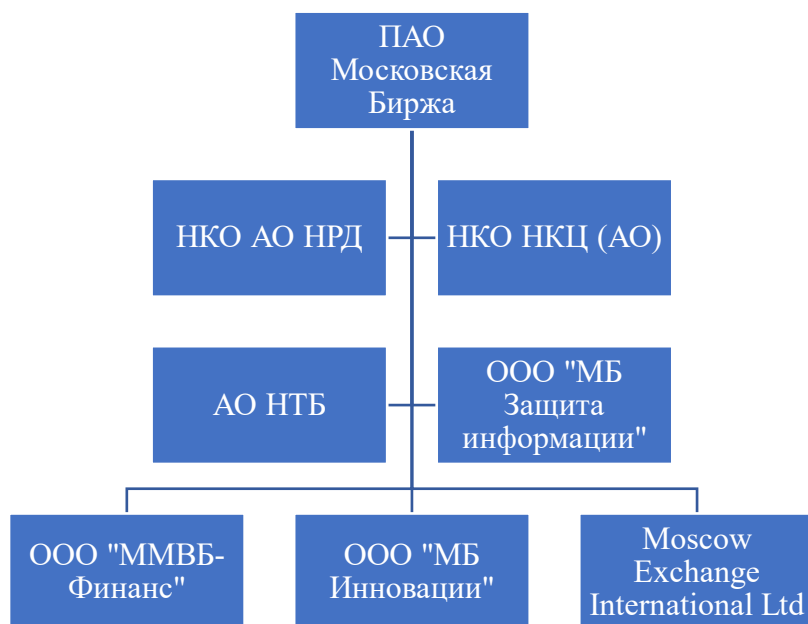 ПАО
Московская
Биржа
НКО АО НРД
НКО НКЦ (АО)
АО НТБ
ООО "МБ
Защита
информации"
ООО "ММВБ-
Финанс"
ООО "МБ
Инновации"
Moscow
Exchange
International Ltd